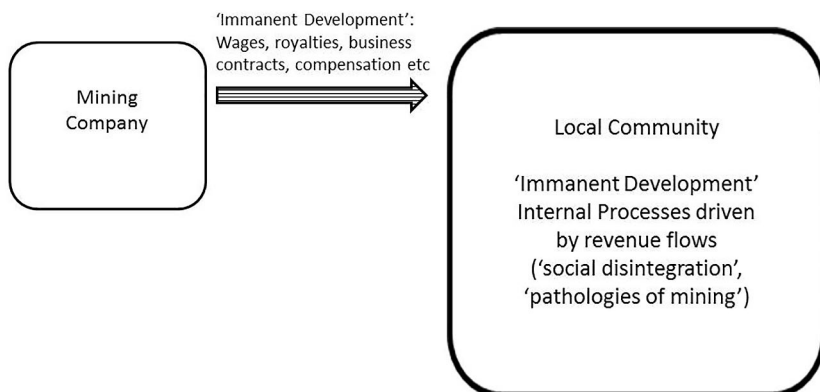 ‘Immanent Development’:
Wages, royalties, business
contracts, compensation etc
Mining
Company
Local Community
‘Immanent Development’
Internal Processes driven
by revenue flows
(‘social disintegration’,
‘pathologies of mining’)